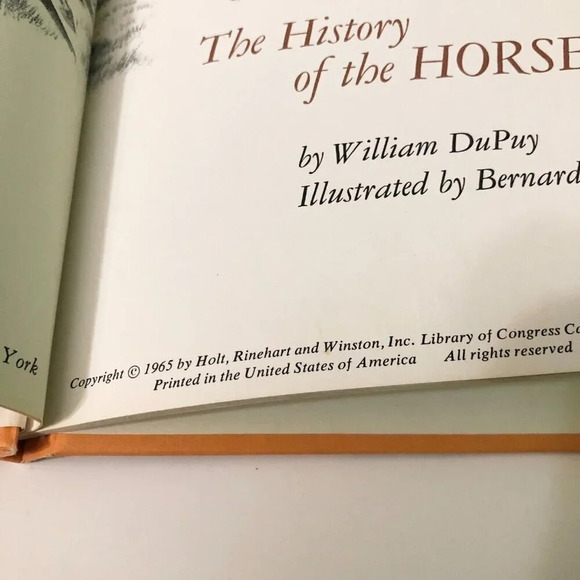 The History
of the HORSE
by William DuPuy
Illustrated by Bernard
York
Copyright © 1965 by Holt, Rinehart and Winston, Inc. Library of Congress
Printed in the United States of America All rights reserved